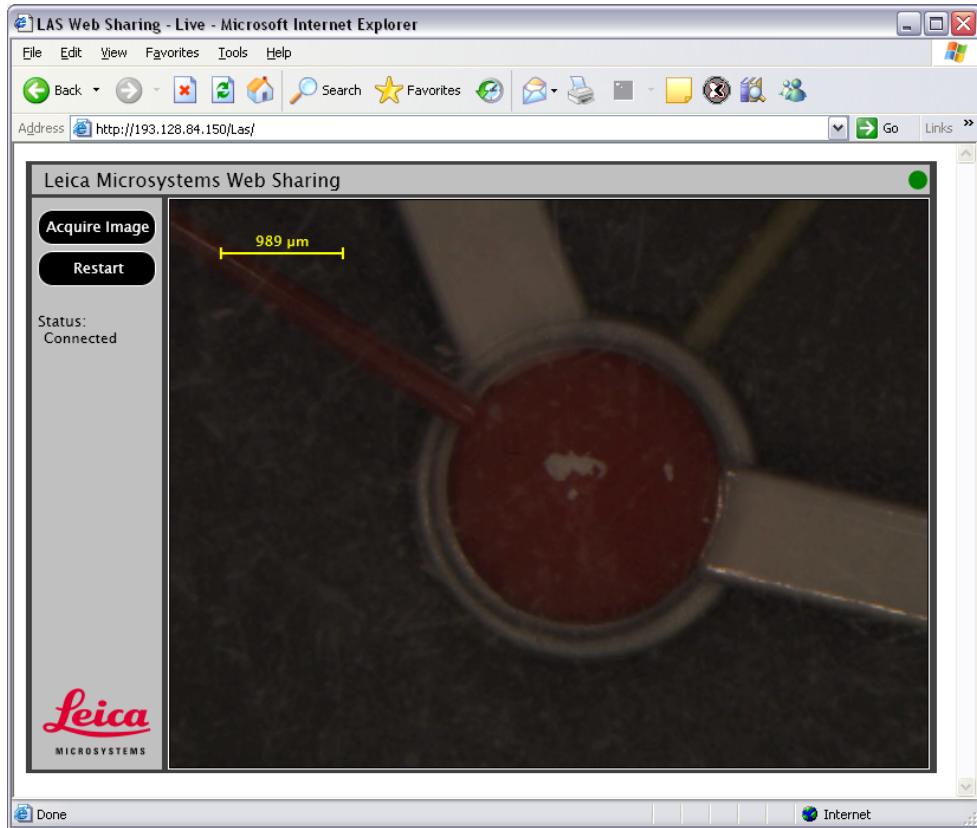 LAS Web Sharing - Live - Microsoft Internet Explorer
File Edit View Favorites Tools Help
Back Search Favorites
Address http://193.128.84.150/Las/ Go Links »
Leica Microsystems Web Sharing
Acquire Image
989 µm
Restart
Status:
Connected
Leica
MICROSYSTEMS
Done Internet